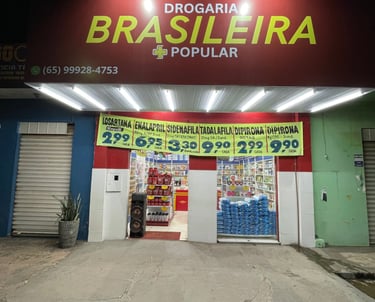 DROGARIA
BRASILEIRA
+ POPULAR
(65) 99928-4753
LOSARTANA ENALAPRIL SIDENAFILA TADALAFILA DIPIRONA DIPIRONA
2,99 6,95 3,30 9,90 2,99 9,90